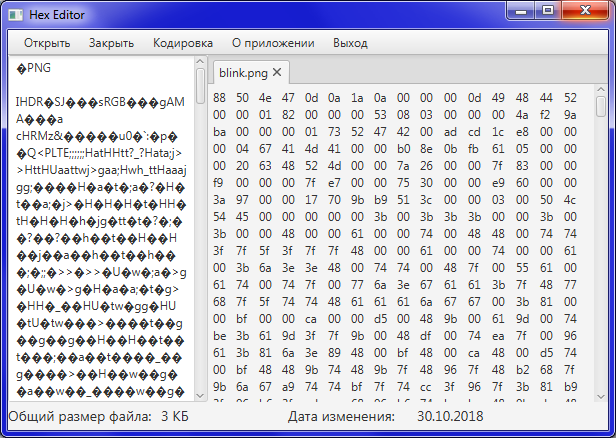 Hex Editor
Открыть Закрыть Кодировка О приложении Выход
�PNG
IHDR�SJ���sRGB���gAM
A���a
cHRMz&�����u0�`:�p�
�Q<PLTE;;;;;;HatHHtt?_?Hata;j>
>HttHUaattwj>gaa;Hwh_ttHaaaj
gg;����H�a�t�;a�?�H�
t��a;�j>�H�H�H�t�HH�
tH�H�H�h�jg�tt�t�?�;�
�?��?��h��t��H��H
��j��a��h��t��h��
�;�;;�>>�>>�U�w�;a�>g
�U�w�>g�H�a�a;�t�g>
�HH�_��HU�tw�gg�HU
�tU�tw���>����t��g
��g��g��H��H��t��
t���;��a��t����_��
g����>��H��w��g�
�a��w��_����w��g�
blink.png
88 50 4e 47 0d 0a 1a 0a 00 00 00 0d 49 48 44 52
00 00 01 82 00 00 00 53 08 03 00 00 00 4a f2 9a
ba 00 00 00 01 73 52 47 42 00 ad cd 1c e8 00 00
00 04 67 41 4d 41 00 00 b0 8e 0b fb 61 05 00 00
00 20 63 48 52 4d 00 00 7a 26 00 00 7f 83 00 00
f9 00 00 00 7f e7 00 00 75 30 00 00 e9 60 00 00
3a 97 00 00 17 70 9b b9 51 3c 00 00 03 00 50 4c
54 45 00 00 00 00 00 3b 00 3b 3b 3b 00 00 3b 00
3b 00 00 48 00 00 61 00 00 74 00 48 48 00 74 74
3f 7f 5f 3f 7f 7f 48 00 00 61 00 00 74 00 00 61
00 3b 6a 3e 3e 48 00 74 74 00 48 7f 00 55 61 00
61 74 00 74 7f 00 77 6a 3e 67 61 61 3b 7f 48 77
68 7f 5f 74 74 48 61 61 61 6a 67 67 00 3b 81 00
00 bf 00 00 ca 00 00 d5 00 48 9b 00 61 9d 00 74
be 3b 61 9d 3f 7f 9b 00 48 df 00 74 ea 7f 00 96
61 3b 81 6a 3e 89 48 00 bf 48 00 ca 48 00 d5 74
00 bf 48 48 9b 74 48 9b 7f 48 96 7f 48 b2 68 7f
9b 6a 67 a9 74 74 bf 7f 74 cc 3f 96 7f 3b 81 b9
Общий размер файла: 3 КБ Дата изменения: 30.10.2018